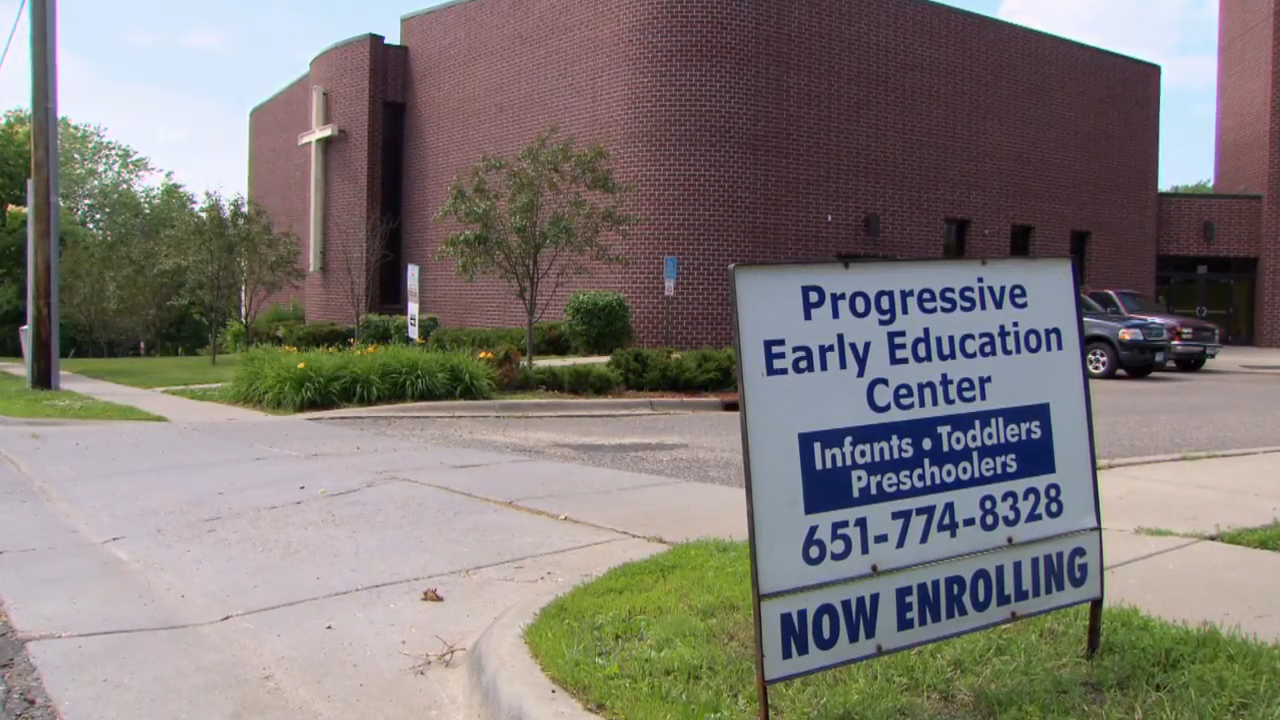 Progressive
Early Education
Center
Infants • Toddlers
Preschoolers
651-774-8328
NOW ENROLLING